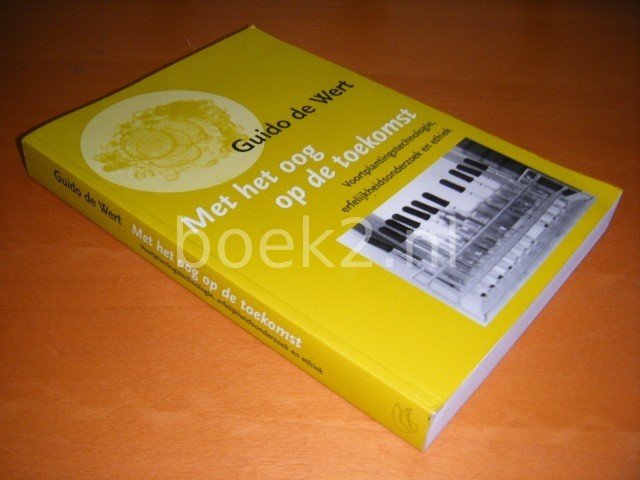 Guido de Wert
Met het oog
op de toekomst
Voortplantingstechnologie,
erfelijkheidsonderzoek en ethiek
Guido de Wert
Met het oog op de toekomst
Voortplantingstechnologie, erfelijkheidsonderzoek en ethiek
boek2.nl